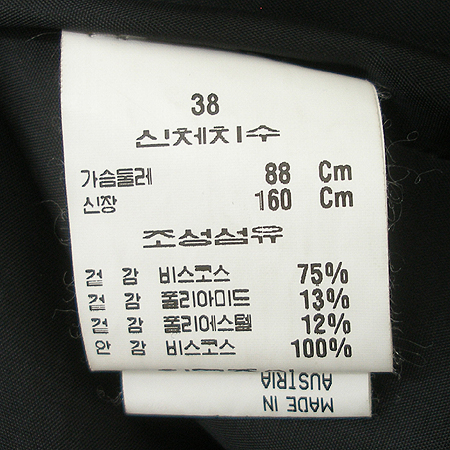 38
신체치수
가슴둘레 88 Cm
신장 160 Cm
조성섬유
겉 감 비스코스 75%
겉 감 폴리아미드 13%
겉 감 폴리에스텔 12%
안 감 비스코스 100%
MADE IN
AUSTRIA